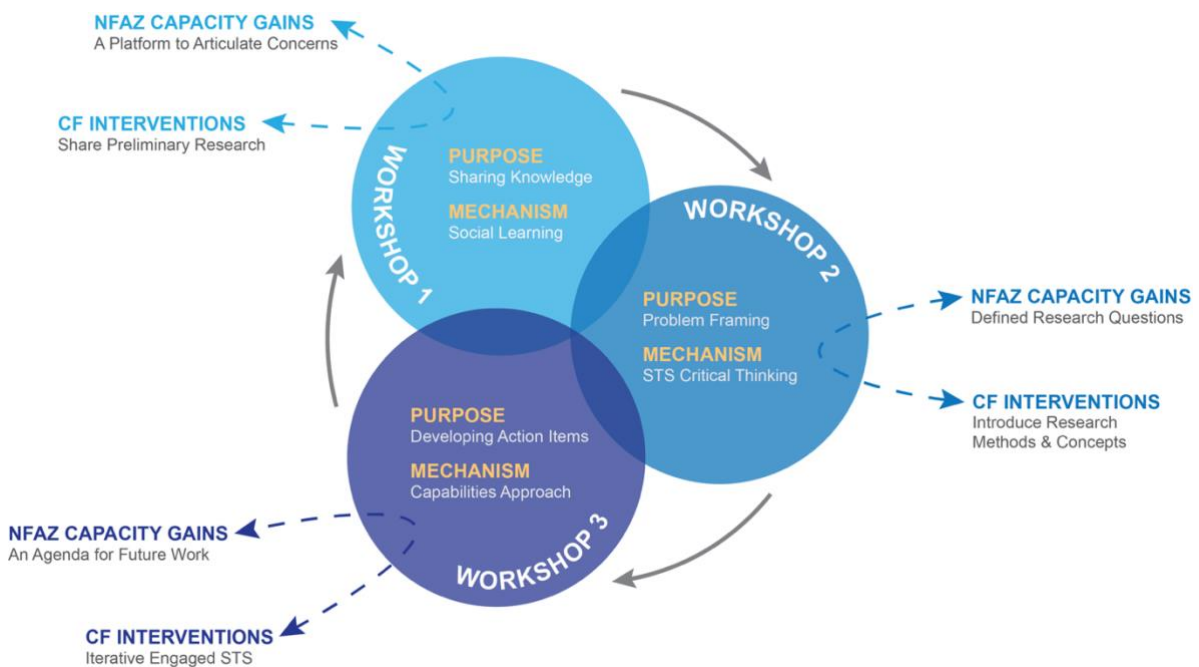 NFAZ CAPACITY GAINS
A Platform to Articulate Concerns
CF INTERVENTIONS
Share Preliminary Research
WORKSHOP 1
PURPOSE
Sharing Knowledge
MECHANISM
Social Learning
WORKSHOP 2
PURPOSE
Problem Framing
MECHANISM
STS Critical Thinking
NFAZ CAPACITY GAINS
Defined Research Questions
CF INTERVENTIONS
Introduce Research
Methods & Concepts
PURPOSE
Developing Action Items
MECHANISM
Capabilities Approach
WORKSHOP 3
NFAZ CAPACITY GAINS
An Agenda for Future Work
CF INTERVENTIONS
Iterative Engaged STS